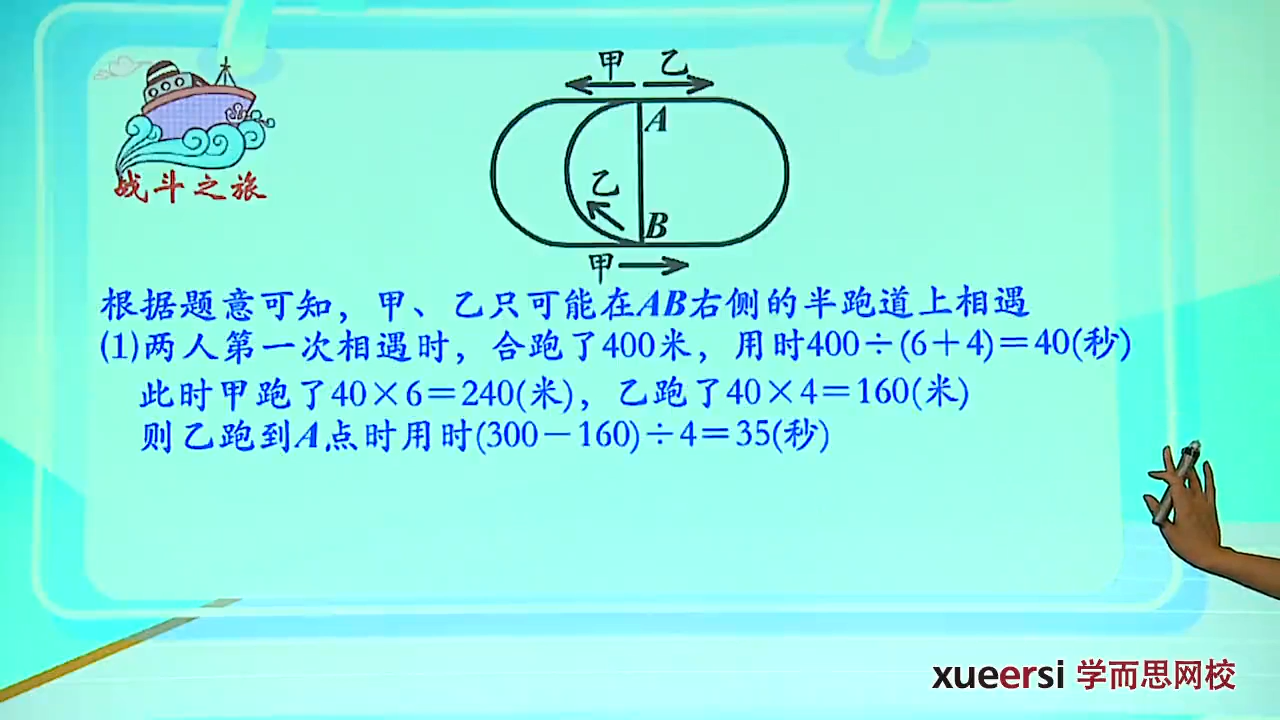 甲 乙
A
乙
B
甲
战斗之旅
根据题意可知，甲、乙只可能在AB右侧的半跑道上相遇
(1)两人第一次相遇时，合跑了400米，用时400÷(6＋4)＝40(秒)
此时甲跑了40×6＝240(米)，乙跑了40×4＝160(米)
则乙跑到A点时用时(300－160)÷4＝35(秒)
xueersi 学而思网校